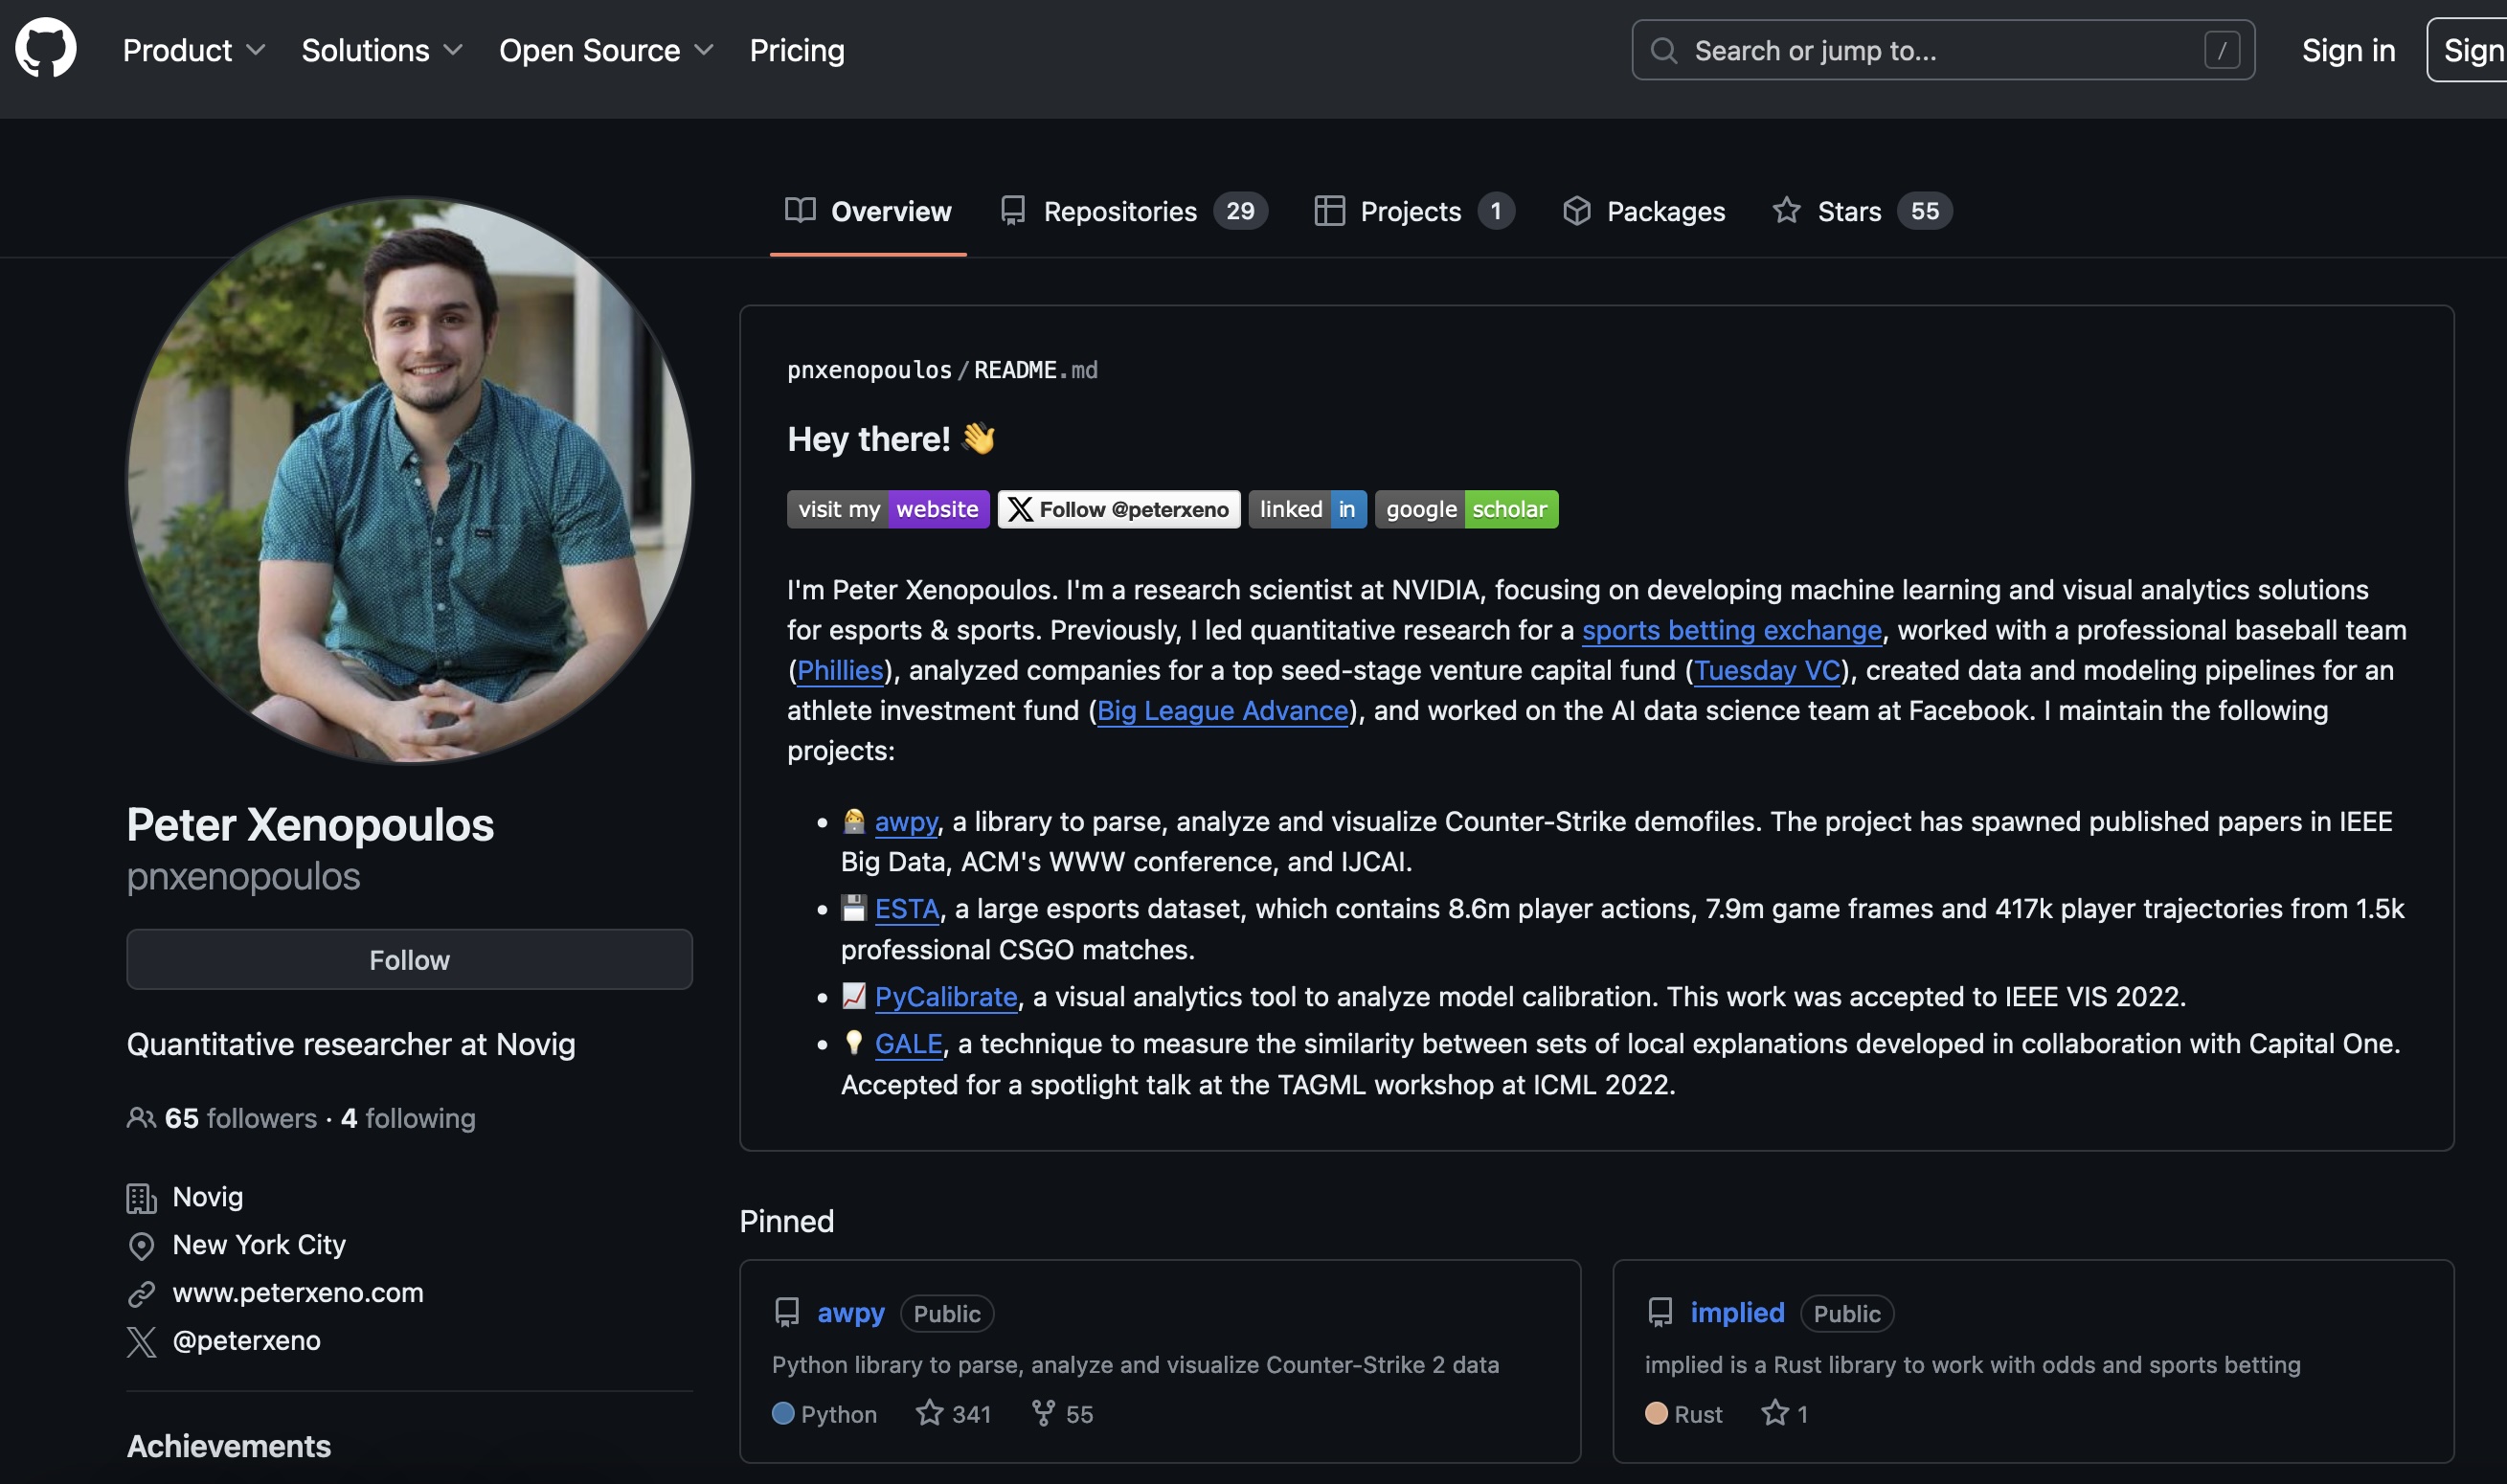 Product Solutions Open Source Pricing Search or jump to... / Sign in Sign
Overview Repositories 29 Projects 1 Packages Stars 55
Peter Xenopoulos
pnxenopoulos
Follow
Quantitative researcher at Novig
65 followers · 4 following
Novig
New York City
www.peterxeno.com
@peterxeno
Achievements
pnxenopoulos / README.md
Hey there! 👋
visit my website Follow @peterxeno linked in google scholar
I'm Peter Xenopoulos. I'm a research scientist at NVIDIA, focusing on developing machine learning and visual analytics solutions
for esports & sports. Previously, I led quantitative research for a sports betting exchange, worked with a professional baseball team
(Phillies), analyzed companies for a top seed-stage venture capital fund (Tuesday VC), created data and modeling pipelines for an
athlete investment fund (Big League Advance), and worked on the AI data science team at Facebook. I maintain the following
projects:
• 👩‍💻 awpy, a library to parse, analyze and visualize Counter-Strike demofiles. The project has spawned published papers in IEEE
Big Data, ACM's WWW conference, and IJCAI.
• 💾 ESTA, a large esports dataset, which contains 8.6m player actions, 7.9m game frames and 417k player trajectories from 1.5k
professional CSGO matches.
• 📈 PyCalibrate, a visual analytics tool to analyze model calibration. This work was accepted to IEEE VIS 2022.
• 💡 GALE, a technique to measure the similarity between sets of local explanations developed in collaboration with Capital One.
Accepted for a spotlight talk at the TAGML workshop at ICML 2022.
Pinned
awpy Public
Python library to parse, analyze and visualize Counter-Strike 2 data
Python 341 55
implied Public
implied is a Rust library to work with odds and sports betting
Rust 1